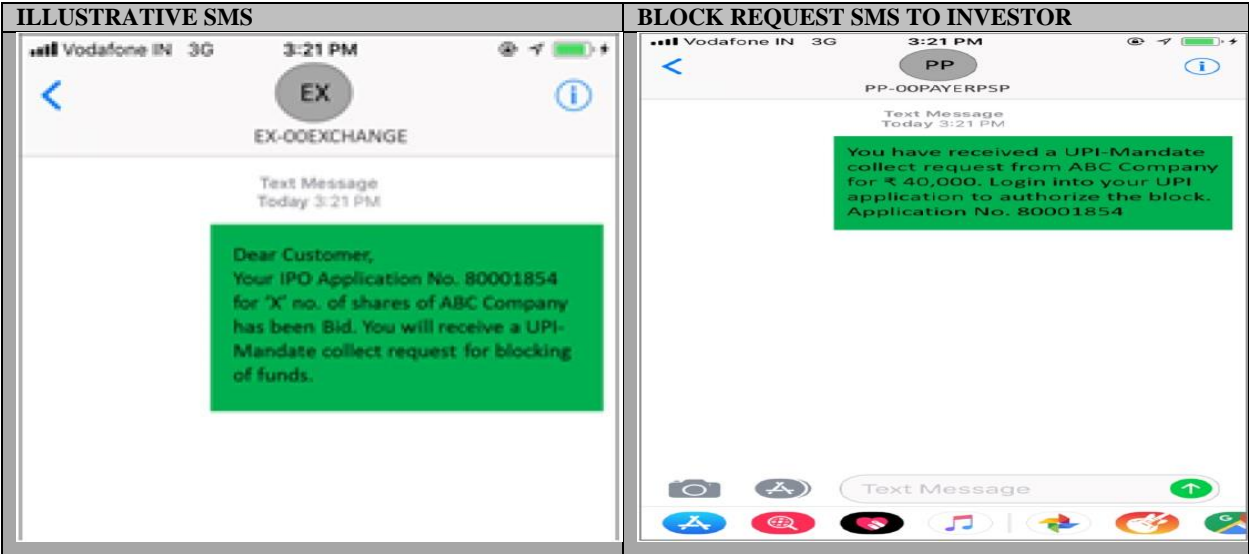 ILLUSTRATIVE SMS
Vodafone IN 3G 3:21 PM
EX
EX-00EXCHANGE
Text Message
Today 3:21 PM
Dear Customer,
Your IPO Application No. 80001854
for 'X' no. of shares of ABC Company
has been Bid. You will receive a UPI-
Mandate collect request for blocking
of funds.
BLOCK REQUEST SMS TO INVESTOR
Vodafone IN 3G 3:21 PM
PP
PP-00PAYERPSP
Text Message
Today 3:21 PM
You have received a UPI-Mandate
collect request from ABC Company
for ₹ 40,000. Login into your UPI
application to authorize the block.
Application No. 80001854
Text Message